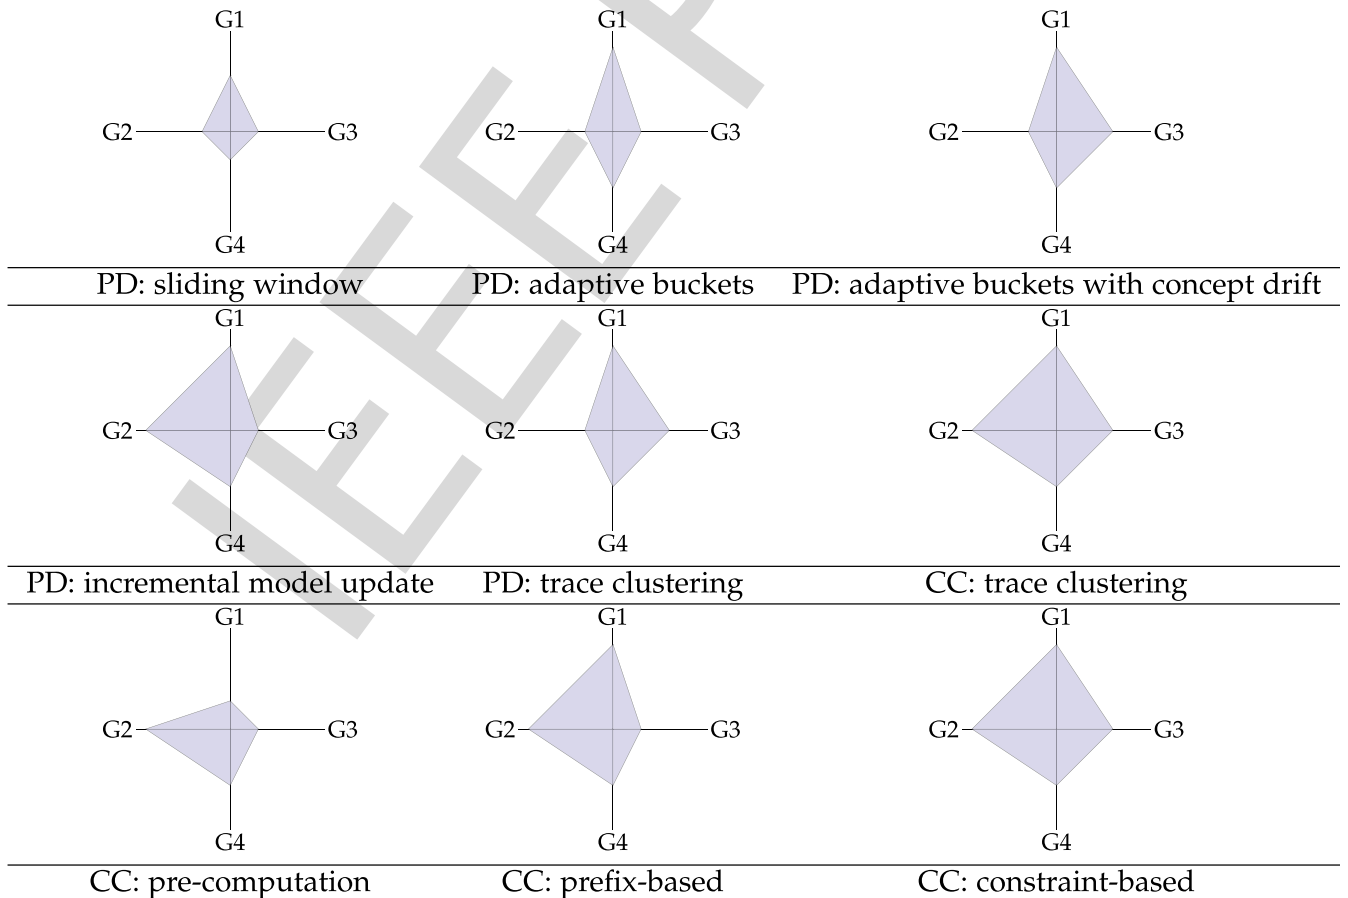 G1 G1 G1
G2 G3 G2 G3 G2 G3
G4 G4 G4
PD: sliding window PD: adaptive buckets PD: adaptive buckets with concept drift
G1 G1 G1
G2 G3 G2 G3 G2 G3
G4 G4 G4
PD: incremental model update PD: trace clustering CC: trace clustering
G1 G1 G1
G2 G3 G2 G3 G2 G3
G4 G4 G4
CC: pre-computation CC: prefix-based CC: constraint-based
IEEE